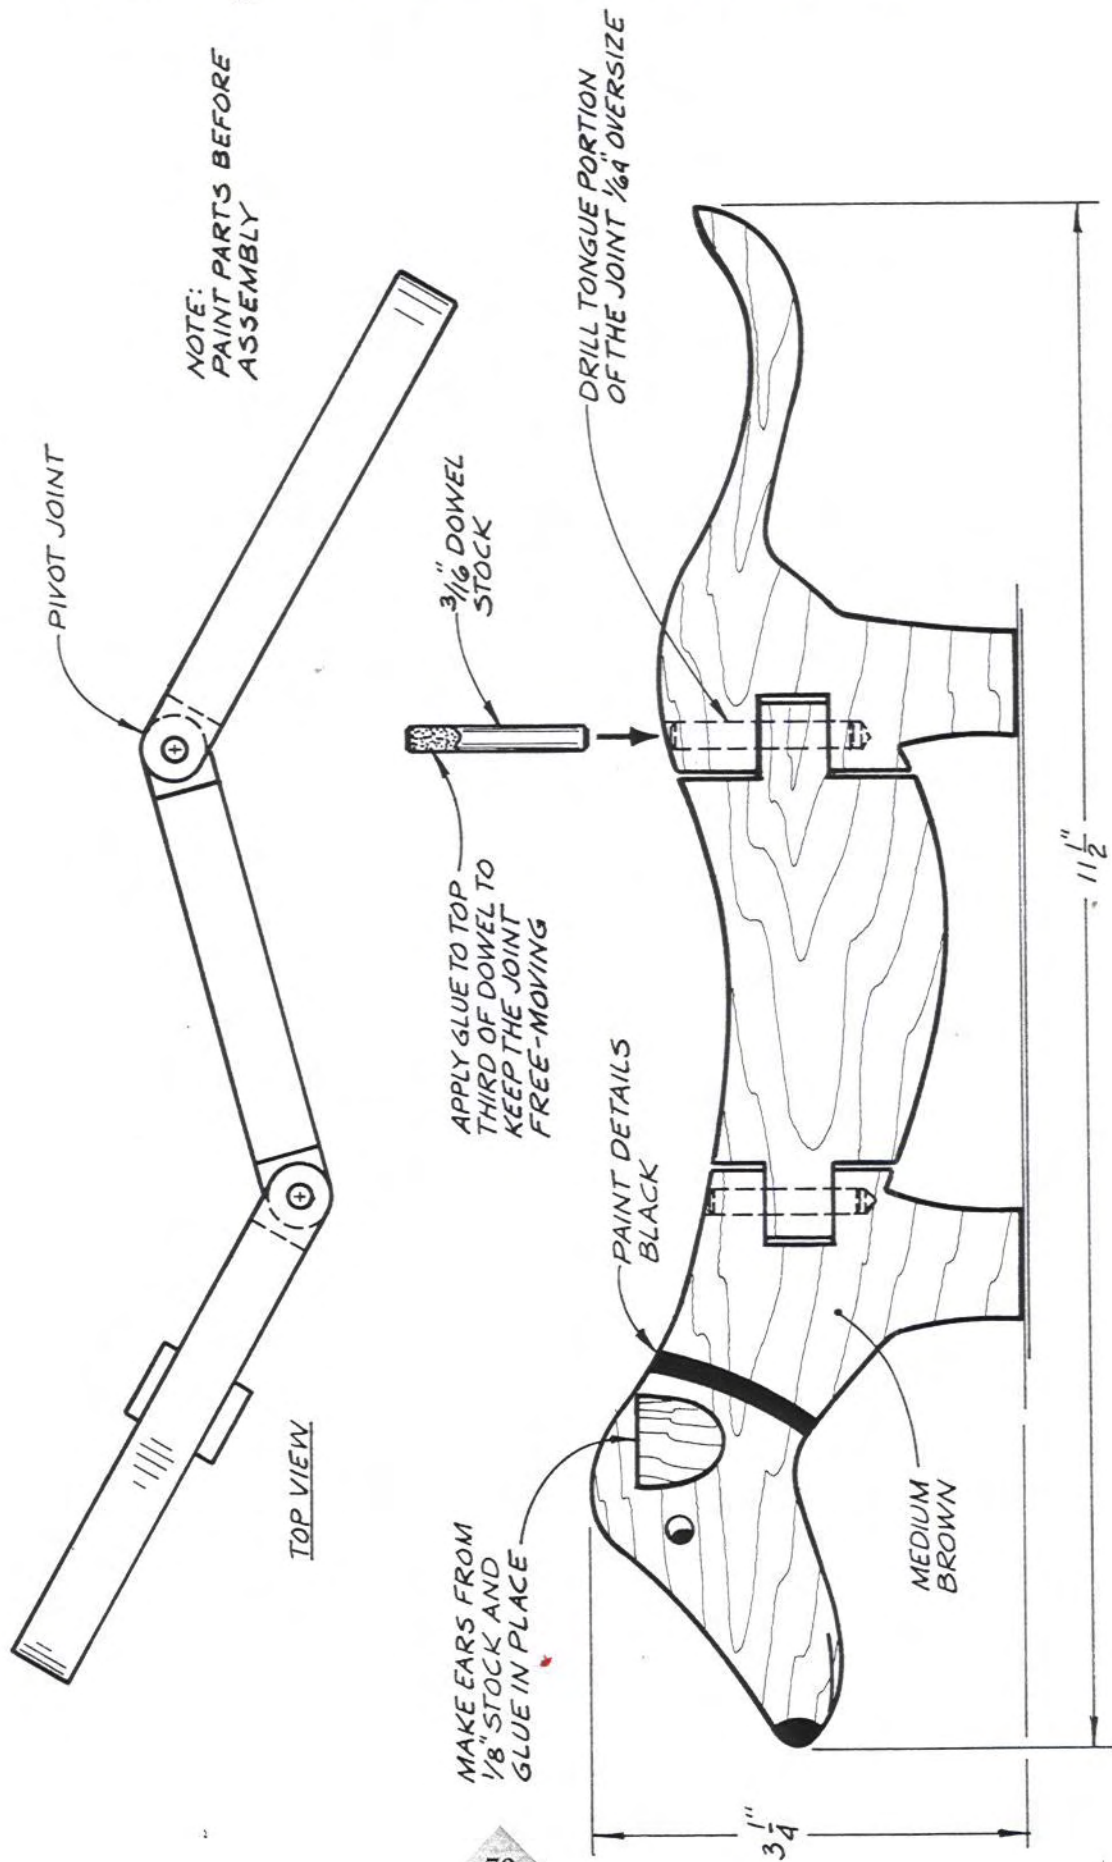 PIVOT JOINT
NOTE:
PAINT PARTS BEFORE
ASSEMBLY
TOP VIEW
3/16" DOWEL
STOCK
APPLY GLUE TO TOP
THIRD OF DOWEL TO
KEEP THE JOINT
FREE-MOVING
DRILL TONGUE PORTION
OF THE JOINT 1/64" OVERSIZE
MAKE EARS FROM
1/8" STOCK AND
GLUE IN PLACE
PAINT DETAILS
BLACK
MEDIUM
BROWN
3 1/4"
11 1/2"